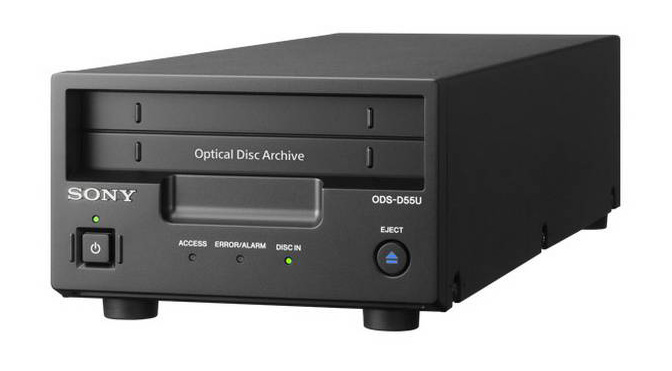 Optical Disc Archive
SONY
ODS-D55U
ACCESS ERROR/ALARM DISC IN
EJECT